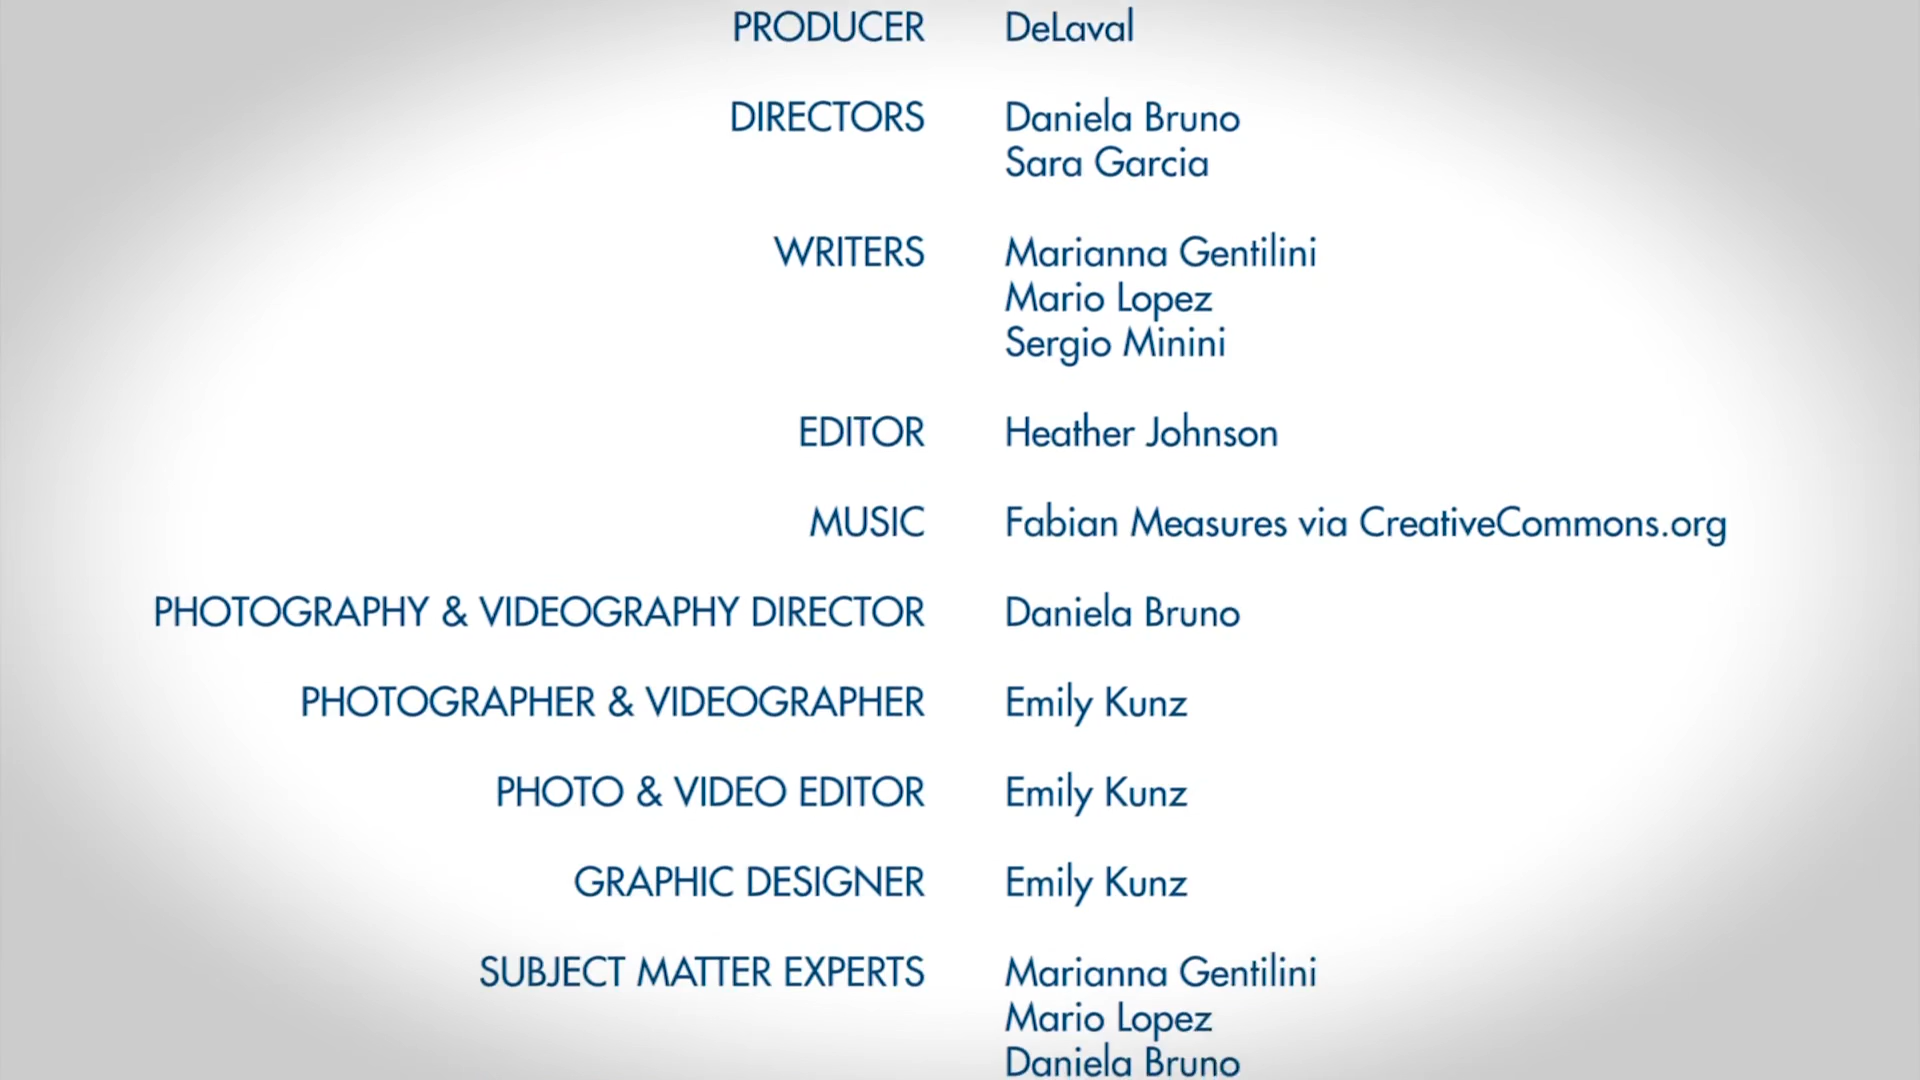 PRODUCER DeLaval
DIRECTORS Daniela Bruno
Sara Garcia
WRITERS Marianna Gentilini
Mario Lopez
Sergio Minini
EDITOR Heather Johnson
MUSIC Fabian Measures via CreativeCommons.org
PHOTOGRAPHY & VIDEOGRAPHY DIRECTOR Daniela Bruno
PHOTOGRAPHER & VIDEOGRAPHER Emily Kunz
PHOTO & VIDEO EDITOR Emily Kunz
GRAPHIC DESIGNER Emily Kunz
SUBJECT MATTER EXPERTS Marianna Gentilini
Mario Lopez
Daniela Bruno